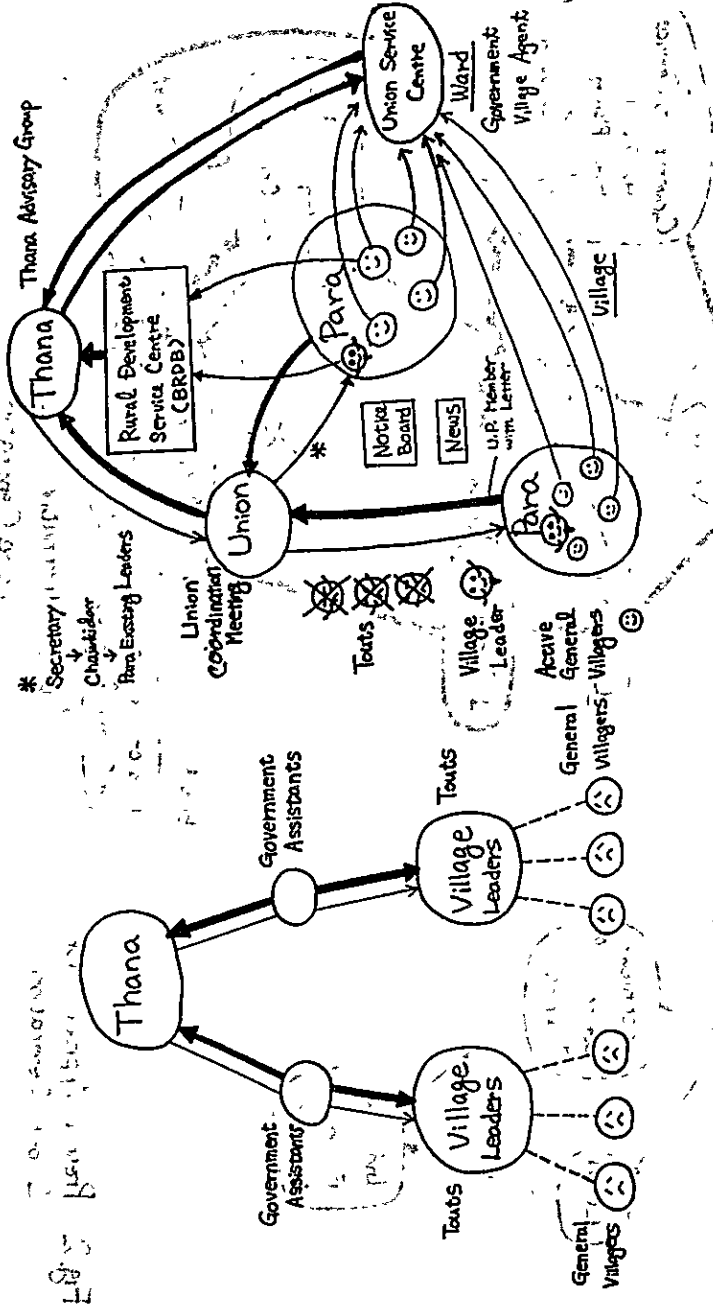 Thana
Government
Assistants
Government
Assistants
Touts
Village
Leaders
Village
Leaders
Touts
General
Villagers
General
Villagers
*
Secretary
Chawkidar
Para Existing Leaders
Thana Advisory Group
Thana
Rural Development
Service Centre
(BRDB)
Union
Coordination
Meeting
Union
*
Para
Union Service
Centre
Ward
Government
Village Agent
Notice
Board
News
Touts
U.P. Member
with Letter
Village
Village
Leader
Para
Active
General
Villagers